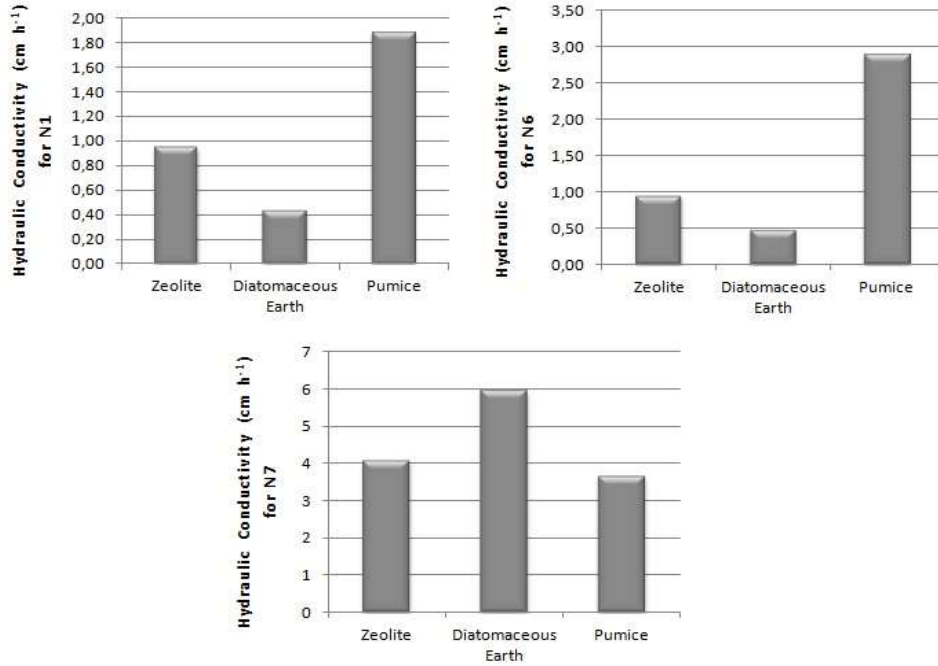 Hydraulic Conductivity (cm h-1)
for N1
2,00
1,80
1,60
1,40
1,20
1,00
0,80
0,60
0,40
0,20
0,00
Zeolite
Diatomaceous
Earth
Pumice
Hydraulic Conductivity (cm h-1)
for N6
3,50
3,00
2,50
2,00
1,50
1,00
0,50
0,00
Zeolite
Diatomaceous
Earth
Pumice
Hydraulic Conductivity (cm h-1)
for N7
7
6
5
4
3
2
1
0
Zeolite
Diatomaceous
Earth
Pumice